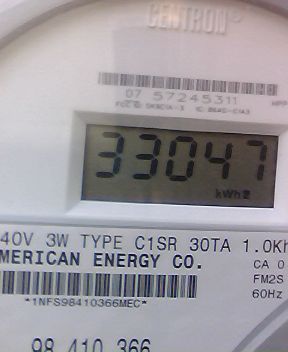 CENTRON®
07 57245311
33047
kWh
40V 3W TYPE C1SR 30TA 1.0Kh
MERICAN ENERGY CO. CA 0
FM2S
*1NFS98410366MEC* 60Hz
98 410 366